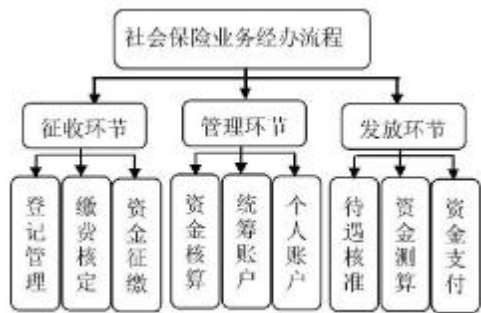 社会保险业务经办流程
征收环节
管理环节
发放环节
登记管理
缴费核定
资金征缴
资金核算
统筹账户
个人账户
待遇核准
资金测算
资金支付